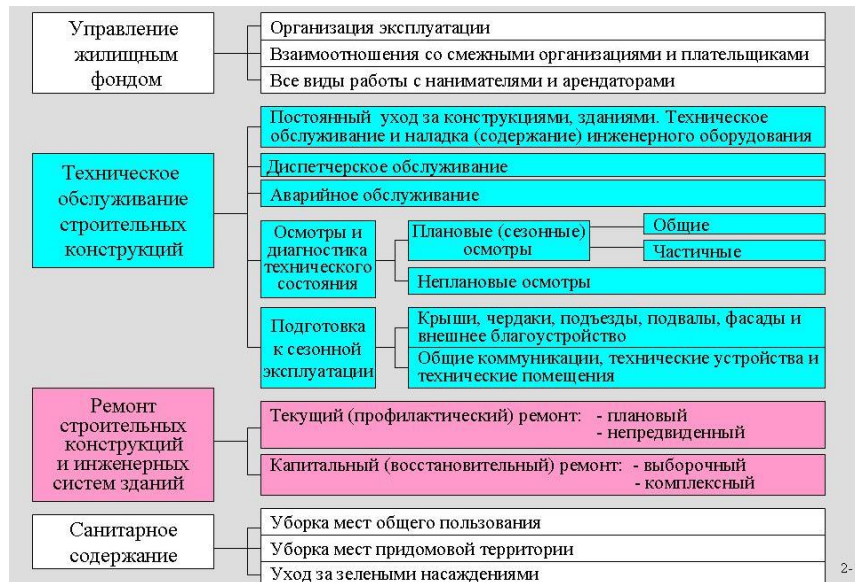 Управление
жилищным
фондом
Организация эксплуатации
Взаимоотношения со смежными организациями и плательщиками
Все виды работы с нанимателями и арендаторами
Техническое
обслуживание
строительных
конструкций
Постоянный уход за конструкциями, зданиями. Техническое
обслуживание и наладка (содержание) инженерного оборудования
Диспетчерское обслуживание
Аварийное обслуживание
Осмотры и
диагностика
технического
состояния
Плановые (сезонные)
осмотры
Общие
Частичные
Неплановые осмотры
Подготовка
к сезонной
эксплуатации
Крыши, чердаки, подъезды, подвалы, фасады и
внешнее благоустройство
Общие коммуникации, технические устройства и
технические помещения
Ремонт
строительных
конструкций
и инженерных
систем зданий
Текущий (профилактический) ремонт: - плановый
- непредвиденный
Капитальный (восстановительный) ремонт: - выборочный
- комплексный
Санитарное
содержание
Уборка мест общего пользования
Уборка мест придомовой территории
Уход за зелеными насаждениями
2-